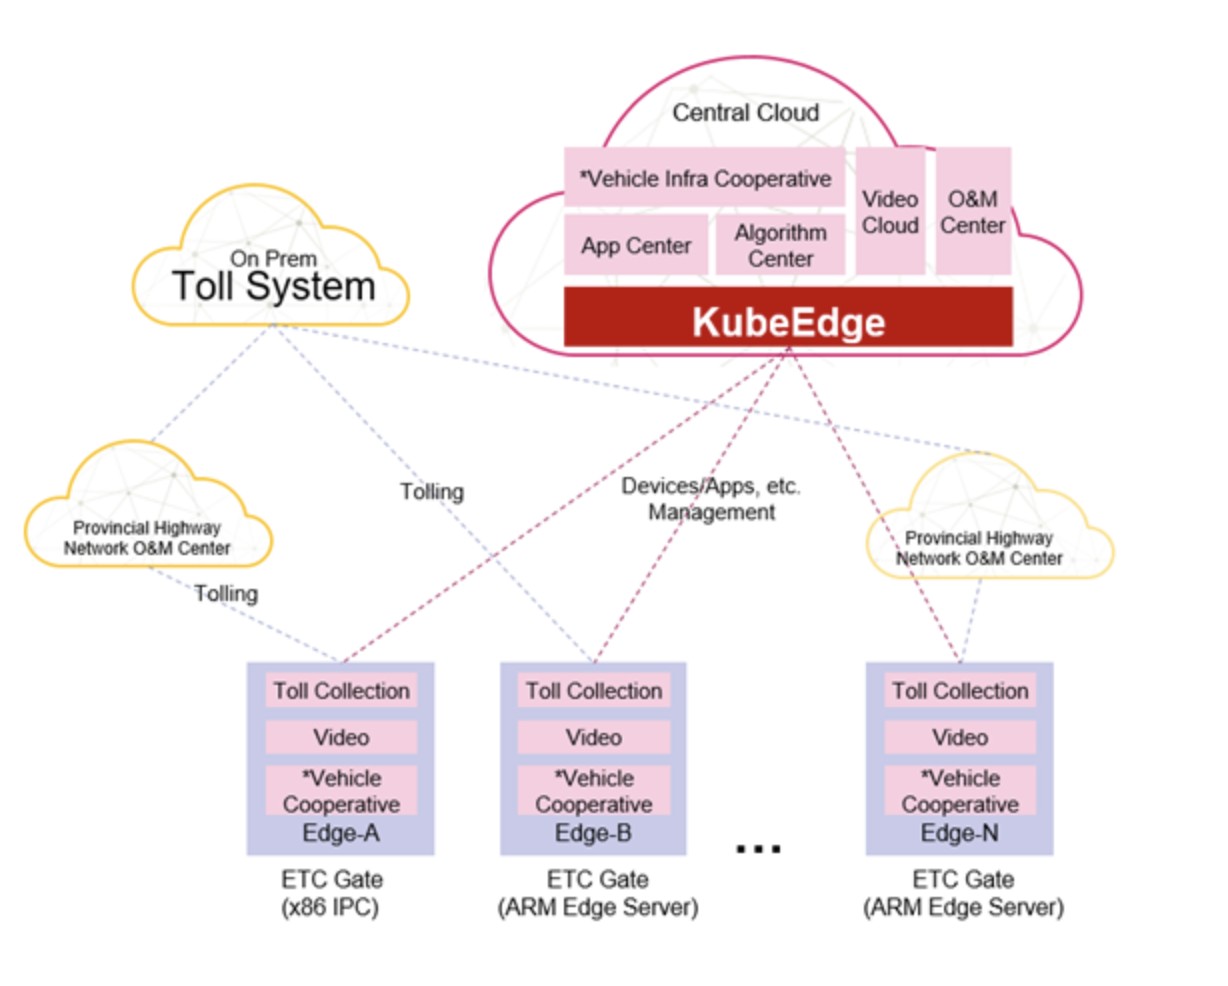 Central Cloud
*Vehicle Infra Cooperative
Video
Cloud
O&M
Center
App Center
Algorithm
Center
KubeEdge
On Prem
Toll System
Provincial Highway
Network O&M Center
Tolling
Tolling
Devices/Apps, etc.
Management
Provincial Highway
Network O&M Center
Toll Collection
Video
*Vehicle
Cooperative
Edge-A
ETC Gate
(x86 IPC)
Toll Collection
Video
*Vehicle
Cooperative
Edge-B
ETC Gate
(ARM Edge Server)
...
Toll Collection
Video
*Vehicle
Cooperative
Edge-N
ETC Gate
(ARM Edge Server)